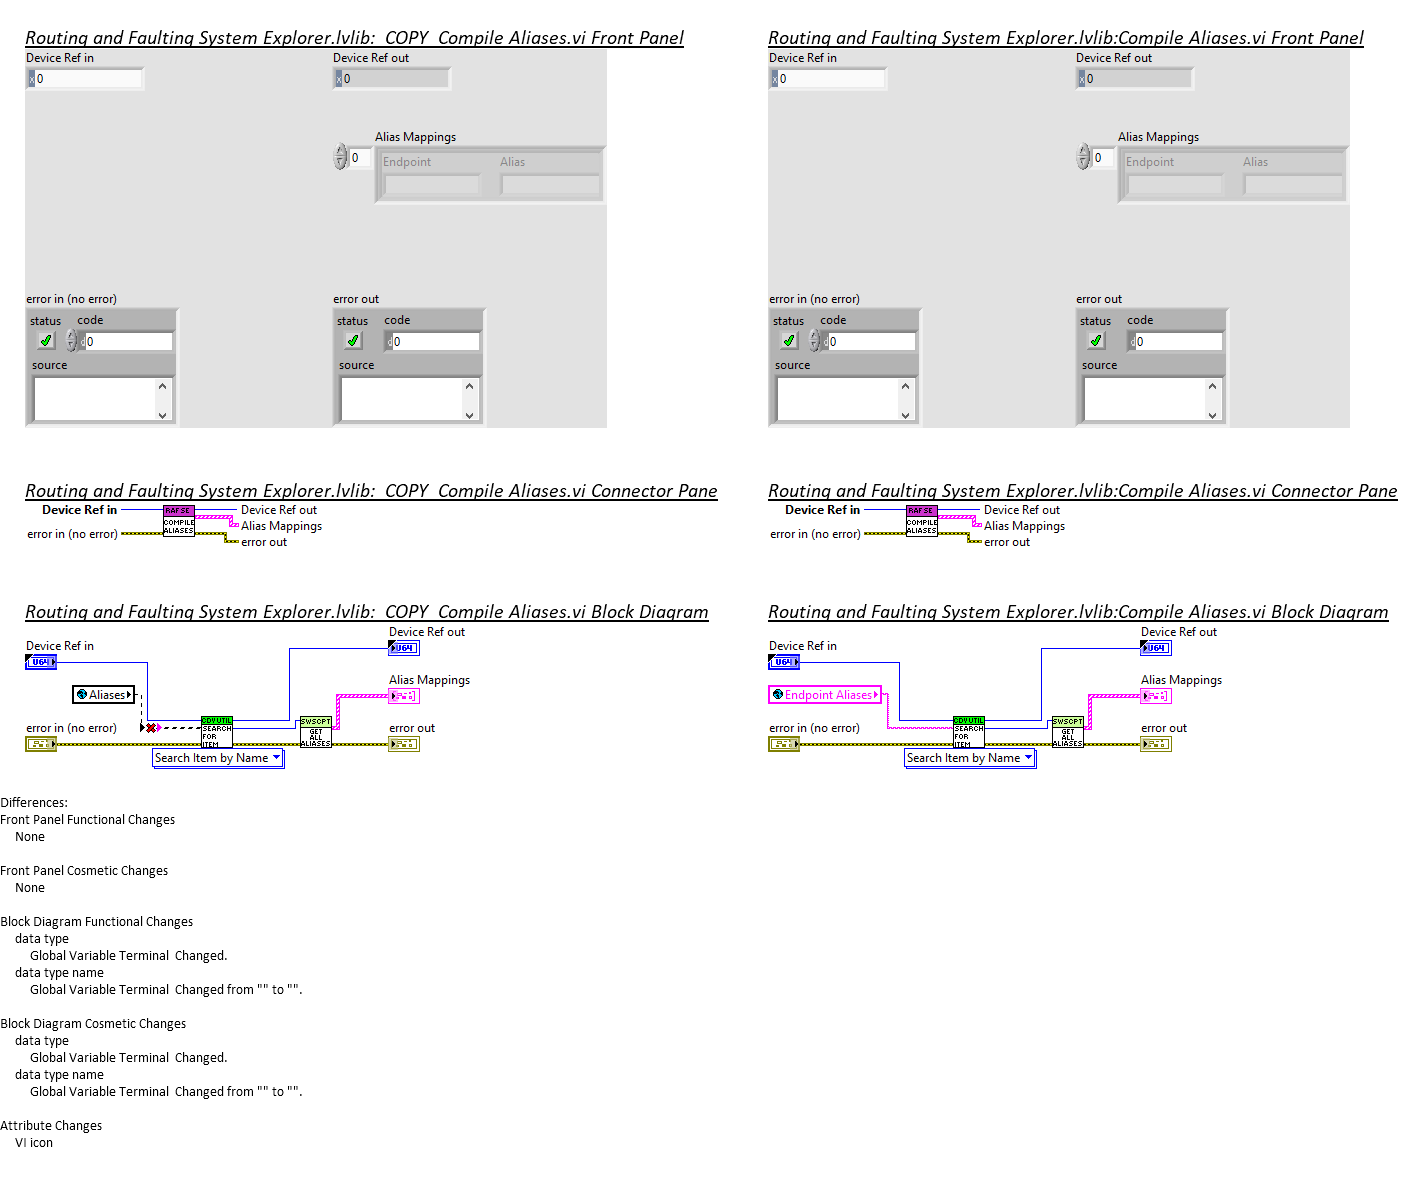 Routing and Faulting System Explorer.lvlib:_COPY_Compile Aliases.vi Front Panel
Device Ref in
Device Ref out
x 0
x 0
Alias Mappings
0
Endpoint
Alias
error in (no error)
error out
status
code
status
code
d 0
d 0
source
source
Routing and Faulting System Explorer.lvlib:Compile Aliases.vi Front Panel
Device Ref in
Device Ref out
x 0
x 0
Alias Mappings
0
Endpoint
Alias
error in (no error)
error out
status
code
status
code
d 0
d 0
source
source
Routing and Faulting System Explorer.lvlib:_COPY_Compile Aliases.vi Connector Pane
Device Ref in
RAFSE
COMPILE
ALIASES
Device Ref out
Alias Mappings
error in (no error)
error out
Routing and Faulting System Explorer.lvlib:Compile Aliases.vi Connector Pane
Device Ref in
RAFSE
COMPILE
ALIASES
Device Ref out
Alias Mappings
error in (no error)
error out
Routing and Faulting System Explorer.lvlib:_COPY_Compile Aliases.vi Block Diagram
Device Ref out
Device Ref in
U64
U64
Alias Mappings
Aliases
error in (no error)
CDV UTIL
SEARCH
FOR
ITEM
SWSCPT
GET
ALL
ALIASES
error out
Search Item by Name
Routing and Faulting System Explorer.lvlib:Compile Aliases.vi Block Diagram
Device Ref out
Device Ref in
U64
U64
Alias Mappings
Endpoint Aliases
error in (no error)
CDV UTIL
SEARCH
FOR
ITEM
SWSCPT
GET
ALL
ALIASES
error out
Search Item by Name
Differences:
Front Panel Functional Changes
None
Front Panel Cosmetic Changes
None
Block Diagram Functional Changes
data type
Global Variable Terminal  Changed.
data type name
Global Variable Terminal  Changed from "" to "".
Block Diagram Cosmetic Changes
data type
Global Variable Terminal  Changed.
data type name
Global Variable Terminal  Changed from "" to "".
Attribute Changes
VI icon